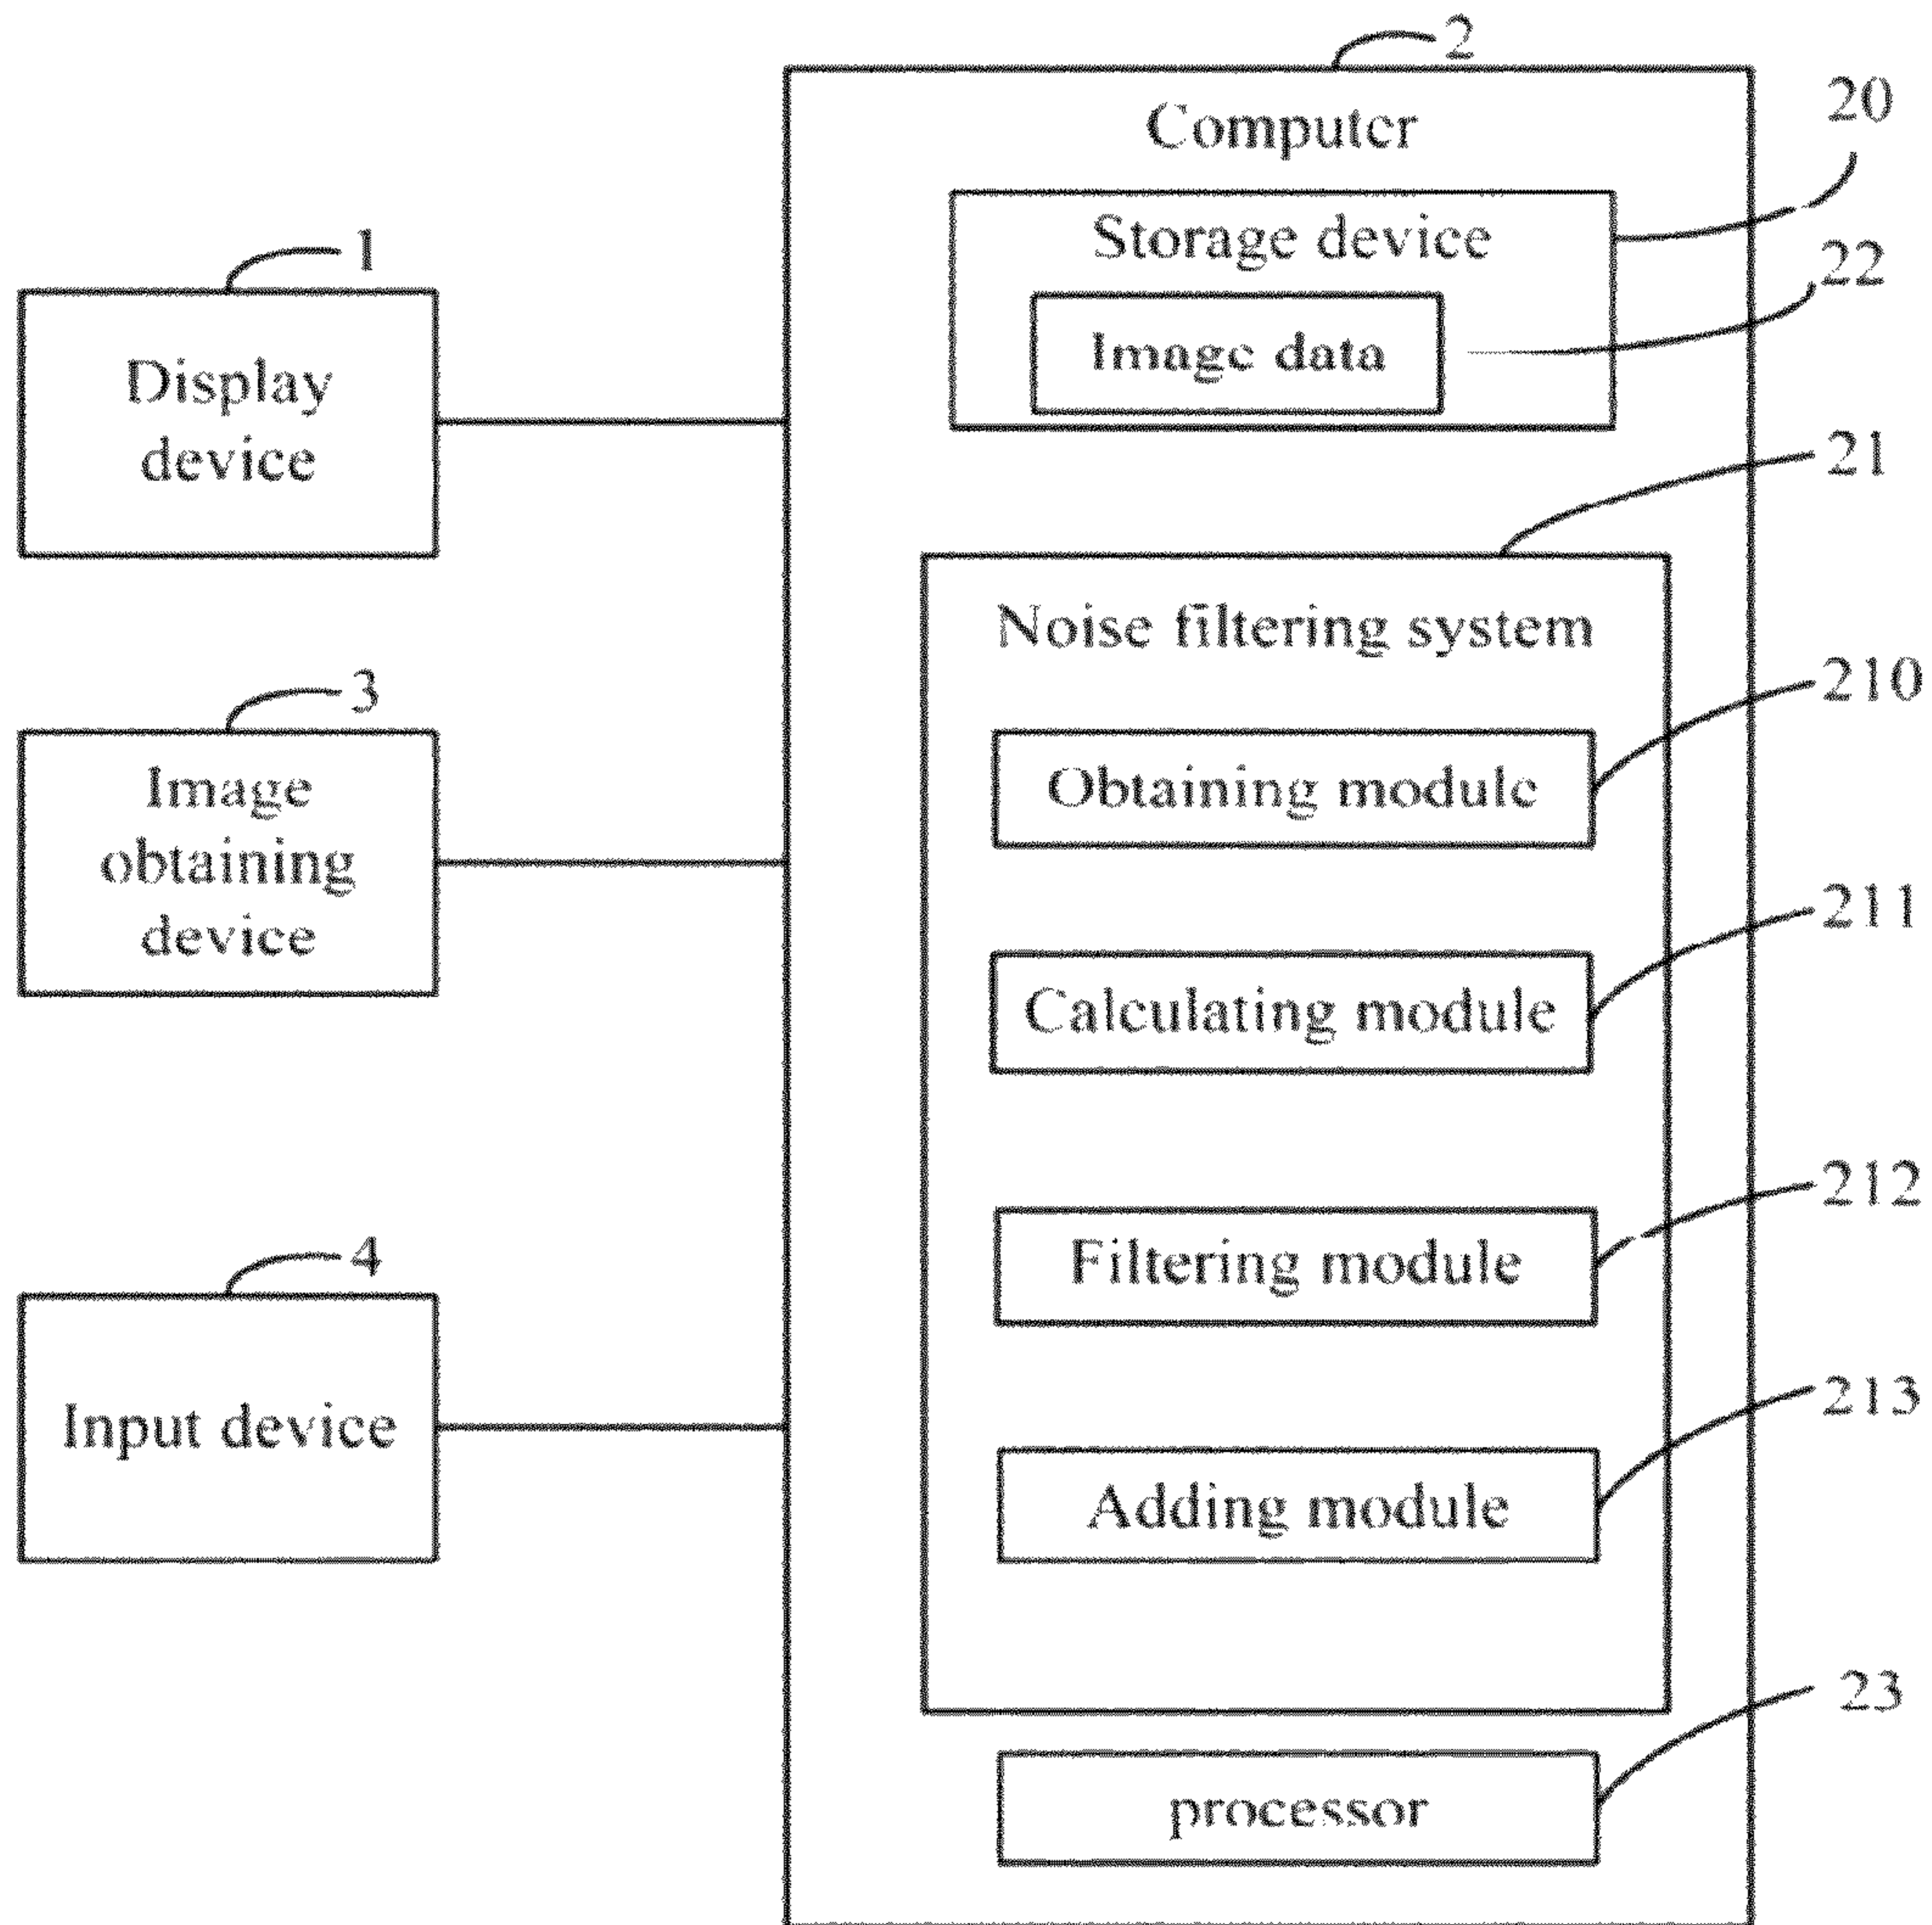 2
Computer
20
Storage device
1
22
Image data
Display
device
21
Noise filtering system
3
210
Image
obtaining
device
Obtaining module
211
Calculating module
212
4
Filtering module
Input device
213
Adding module
23
processor